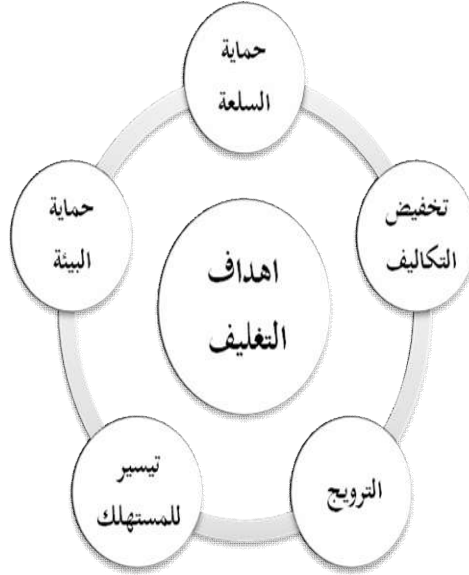 حماية
السلعة
تخفيض
التكاليف
الترويج
تيسير
للمستهلك
حماية
البيئة
اهداف
التغليف